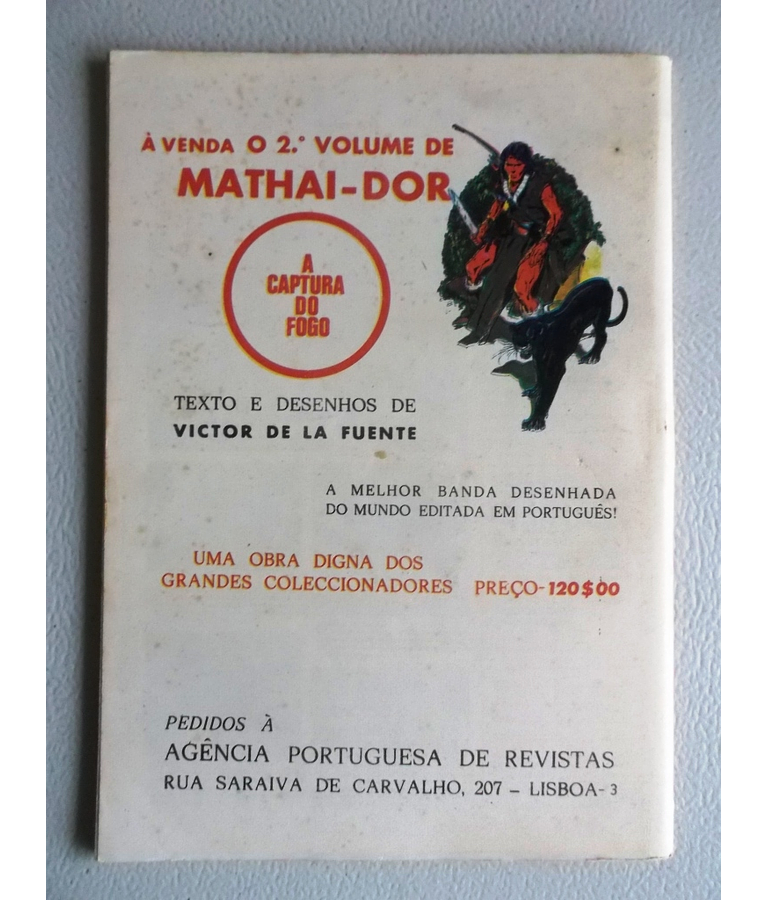 À VENDA O 2.º VOLUME DE
MATHAI-DOR
A
CAPTURA
DO
FOGO
TEXTO E DESENHOS DE
VICTOR DE LA FUENTE
A MELHOR BANDA DESENHADA
DO MUNDO EDITADA EM PORTUGUÊS!
UMA OBRA DIGNA DOS
GRANDES COLECCIONADORES PREÇO-120$00
PEDIDOS À
AGÊNCIA PORTUGUESA DE REVISTAS
RUA SARAIVA DE CARVALHO, 207 – LISBOA-3